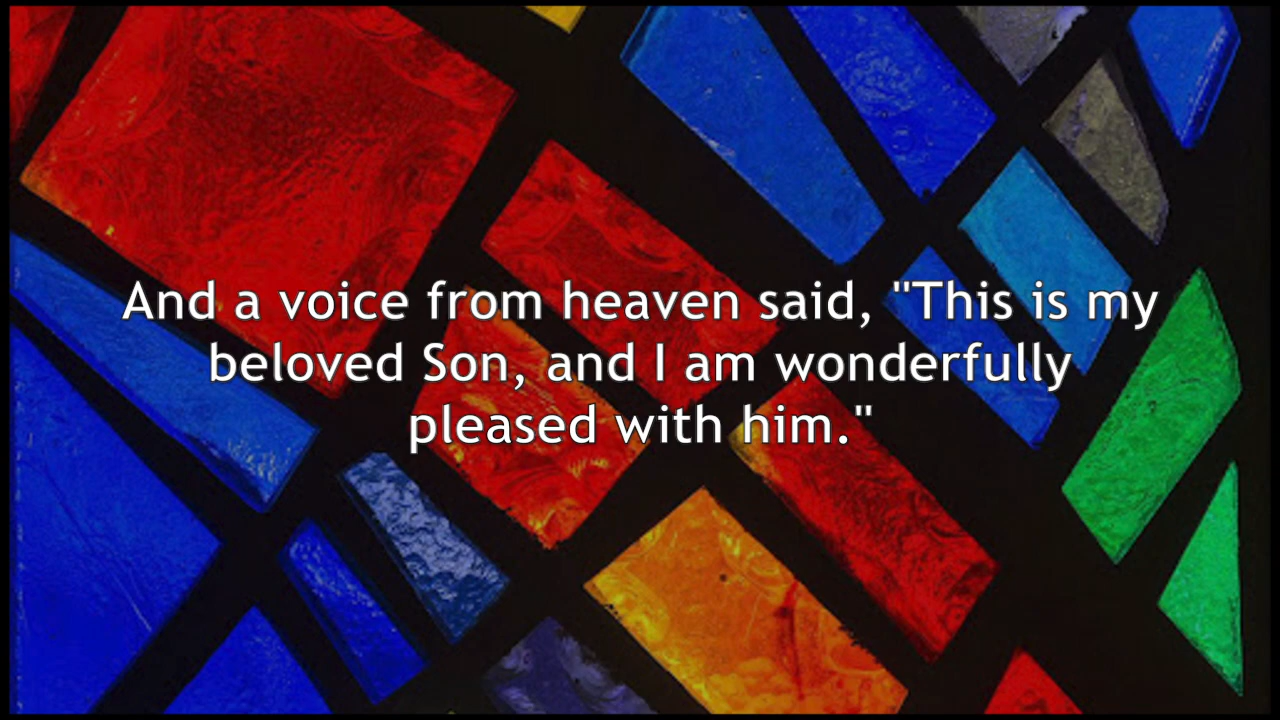 And a voice from heaven said, "This is my
beloved Son, and I am wonderfully
pleased with him."